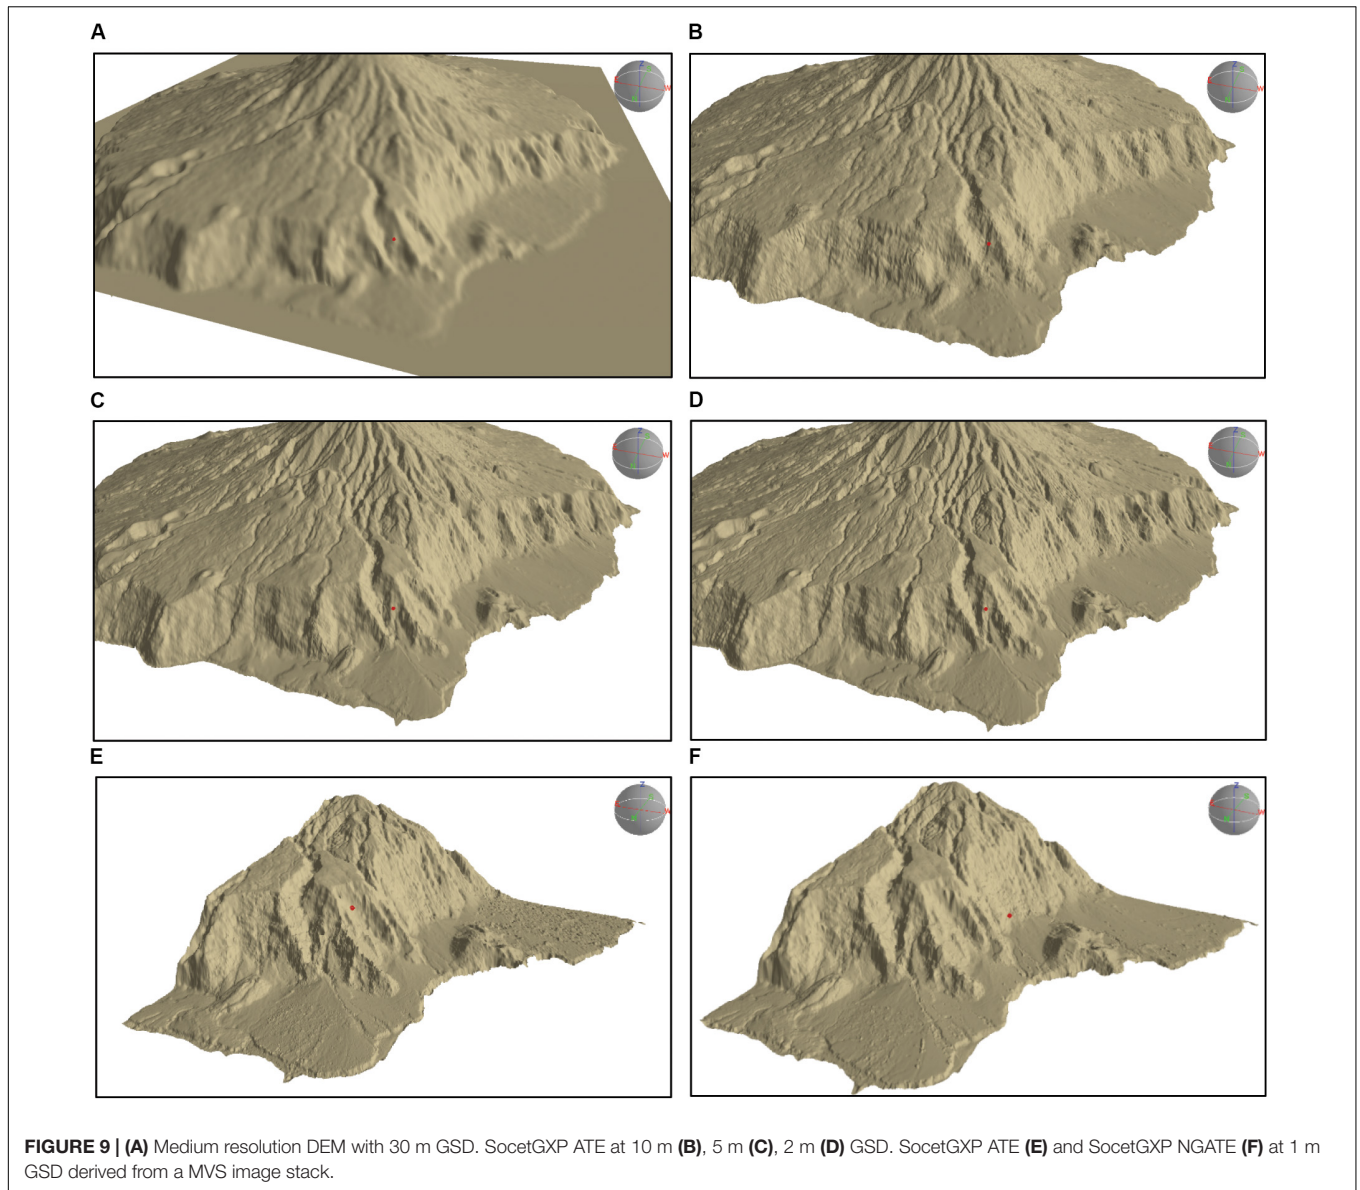 A
B
Z
W
Z
W
C
D
Z
N
W
Z
N
W
E
F
Z
N
W
Z
N
W
FIGURE 9 | (A) Medium resolution DEM with 30 m GSD. SocetGXP ATE at 10 m (B), 5 m (C), 2 m (D) GSD. SocetGXP ATE (E) and SocetGXP NGATE (F) at 1 m
GSD derived from a MVS image stack.